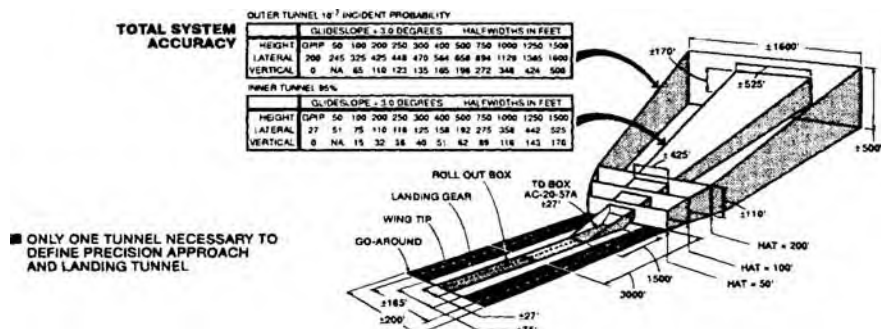 TOTAL SYSTEM
ACCURACY
OUTER TUNNEL 10⁻⁷ INCIDENT PROBABILITY
GLIDESLOPE = 3.0 DEGREES HALFWIDTHS IN FEET
HEIGHT GPIP 50 100 200 250 300 400 500 750 1000 1250 1500
LATERAL 200 245 325 425 448 470 564 658 894 1129 1365 1600
VERTICAL 0 NA 65 110 123 135 165 196 272 348 424 500
INNER TUNNEL 95%
GLIDESLOPE = 3.0 DEGREES HALFWIDTHS IN FEET
HEIGHT GPIP 50 100 200 250 300 400 500 750 1000 1250 1500
LATERAL 27 51 75 110 118 125 158 192 275 358 442 525
VERTICAL 0 NA 15 32 36 40 51 62 89 116 143 170
±1600'
±170'
±525'
±500'
±425'
±110'
ROLL OUT BOX
LANDING GEAR
WING TIP
GO-AROUND
TD BOX
AC-20-57A
±27'
■ ONLY ONE TUNNEL NECESSARY TO
DEFINE PRECISION APPROACH
AND LANDING TUNNEL
HAT = 200'
HAT = 100'
HAT = 50'
1500'
3000'
±165'
±200'
±27'